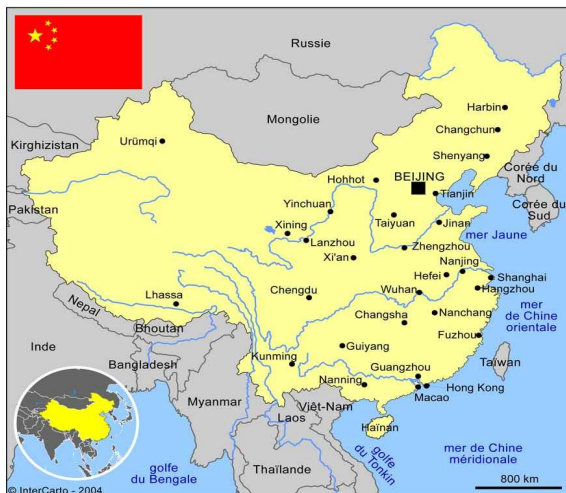 Russie
Mongolie
Kirghizistan
Pakistan
Nepal
Inde
Bhoutan
Bangladesh
Myanmar
Laos
Viêt-Nam
Thaïlande
Corée du
Nord
Corée du
Sud
Taïwan
mer Jaune
mer
de Chine
orientale
mer de Chine
méridionale
golfe
du Tonkin
golfe
du Bengale
Harbin
Changchun
Shenyang
Urümqi
Hohhot
BEIJING
Tianjin
Yinchuan
Taiyuan
Jinan
Xining
Lanzhou
Zhengzhou
Xi'an
Nanjing
Hefei
Shanghai
Hangzhou
Lhassa
Chengdu
Wuhan
Nanchang
Changsha
Fuzhou
Guiyang
Kunming
Guangzhou
Nanning
Hong Kong
Macao
Haïnan
800 km
© InterCarto - 2004